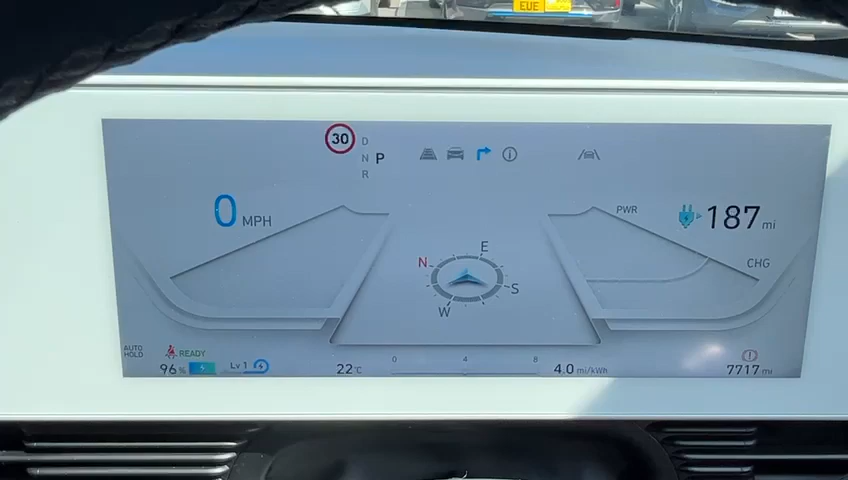 EUE
30 D
N P
R
0 MPH
PWR
187 mi
CHG
N E
W S
AUTO HOLD
READY
96 %
Lv 1
22°C
0 4 8
4.0 mi/kWh
7717 mi